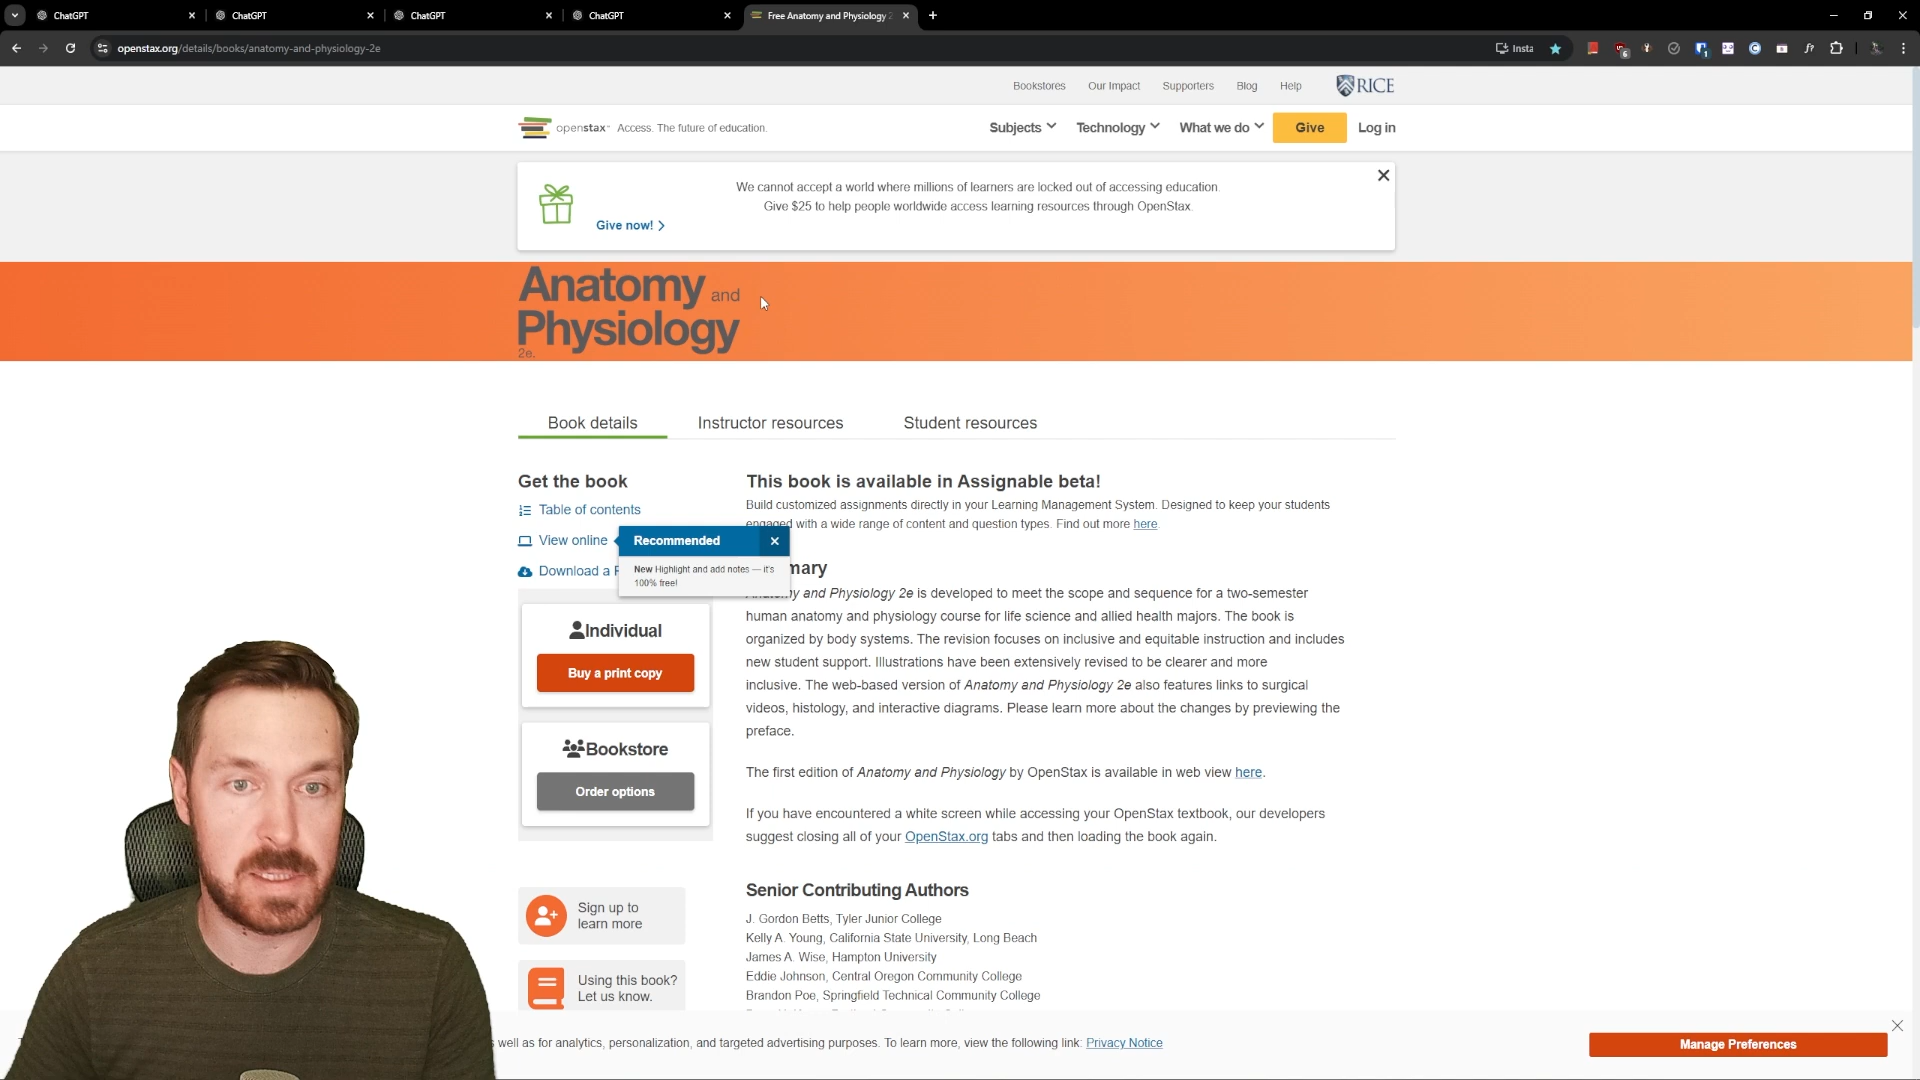 ChatGPT
ChatGPT
ChatGPT
ChatGPT
Free Anatomy and Physiology 2
openstax.org/details/books/anatomy-and-physiology-2e
Insta
Bookstores
Our Impact
Supporters
Blog
Help
RICE
openstax™
Access. The future of education.
Subjects
Technology
What we do
Give
Log in
We cannot accept a world where millions of learners are locked out of accessing education.
Give $25 to help people worldwide access learning resources through OpenStax.
Give now!
Anatomy and
Physiology
2e.
Book details
Instructor resources
Student resources
Get the book
Table of contents
View online
Recommended
New Highlight and add notes — it's
100% free!
Download a
Individual
Buy a print copy
Bookstore
Order options
Sign up to
learn more
Using this book?
Let us know.
This book is available in Assignable beta!
Build customized assignments directly in your Learning Management System. Designed to keep your students
engaged with a wide range of content and question types. Find out more here.
mary
Anatomy and Physiology 2e is developed to meet the scope and sequence for a two-semester
human anatomy and physiology course for life science and allied health majors. The book is
organized by body systems. The revision focuses on inclusive and equitable instruction and includes
new student support. Illustrations have been extensively revised to be clearer and more
inclusive. The web-based version of Anatomy and Physiology 2e also features links to surgical
videos, histology, and interactive diagrams. Please learn more about the changes by previewing the
preface.
The first edition of Anatomy and Physiology by OpenStax is available in web view here.
If you have encountered a white screen while accessing your OpenStax textbook, our developers
suggest closing all of your OpenStax.org tabs and then loading the book again.
Senior Contributing Authors
J. Gordon Betts, Tyler Junior College
Kelly A. Young, California State University, Long Beach
James A. Wise, Hampton University
Eddie Johnson, Central Oregon Community College
Brandon Poe, Springfield Technical Community College
well as for analytics, personalization, and targeted advertising purposes. To learn more, view the following link: Privacy Notice
Manage Preferences